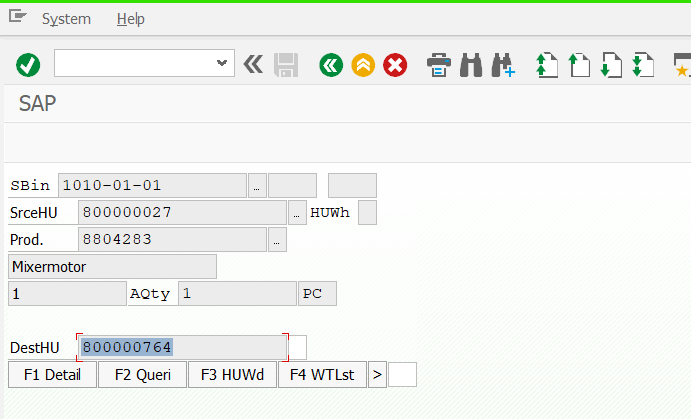 System Help
SAP
SBin 1010-01-01 ...
SrceHU 800000027 ... HUWh
Prod. 8804283 ...
Mixermotor
1 AQty 1 PC
DestHU 800000764
F1 Detail F2 Queri F3 HUWd F4 WTLst >